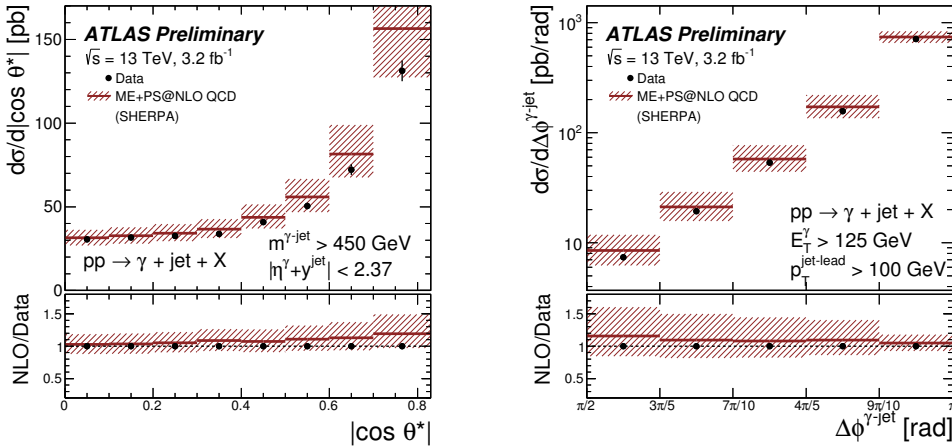 dσ/d|cos θ*| [pb]
ATLAS Preliminary
√s = 13 TeV, 3.2 fb⁻¹
Data
ME+PS@NLO QCD
(SHERPA)
150
100
50
0
pp → γ + jet + X
m^γ-jet > 450 GeV
|η^γ+y^jet| < 2.37
NLO/Data
1.5
1
0.5
0 0.2 0.4 0.6 0.8
|cos θ*|
dσ/dΔφ^γ-jet [pb/rad]
ATLAS Preliminary
√s = 13 TeV, 3.2 fb⁻¹
Data
ME+PS@NLO QCD
(SHERPA)
10³
10²
10
pp → γ + jet + X
E_T^γ > 125 GeV
p_T^jet-lead > 100 GeV
NLO/Data
1.5
1
0.5
π/2 3π/5 7π/10 4π/5 9π/10 π
Δφ^γ-jet [rad]